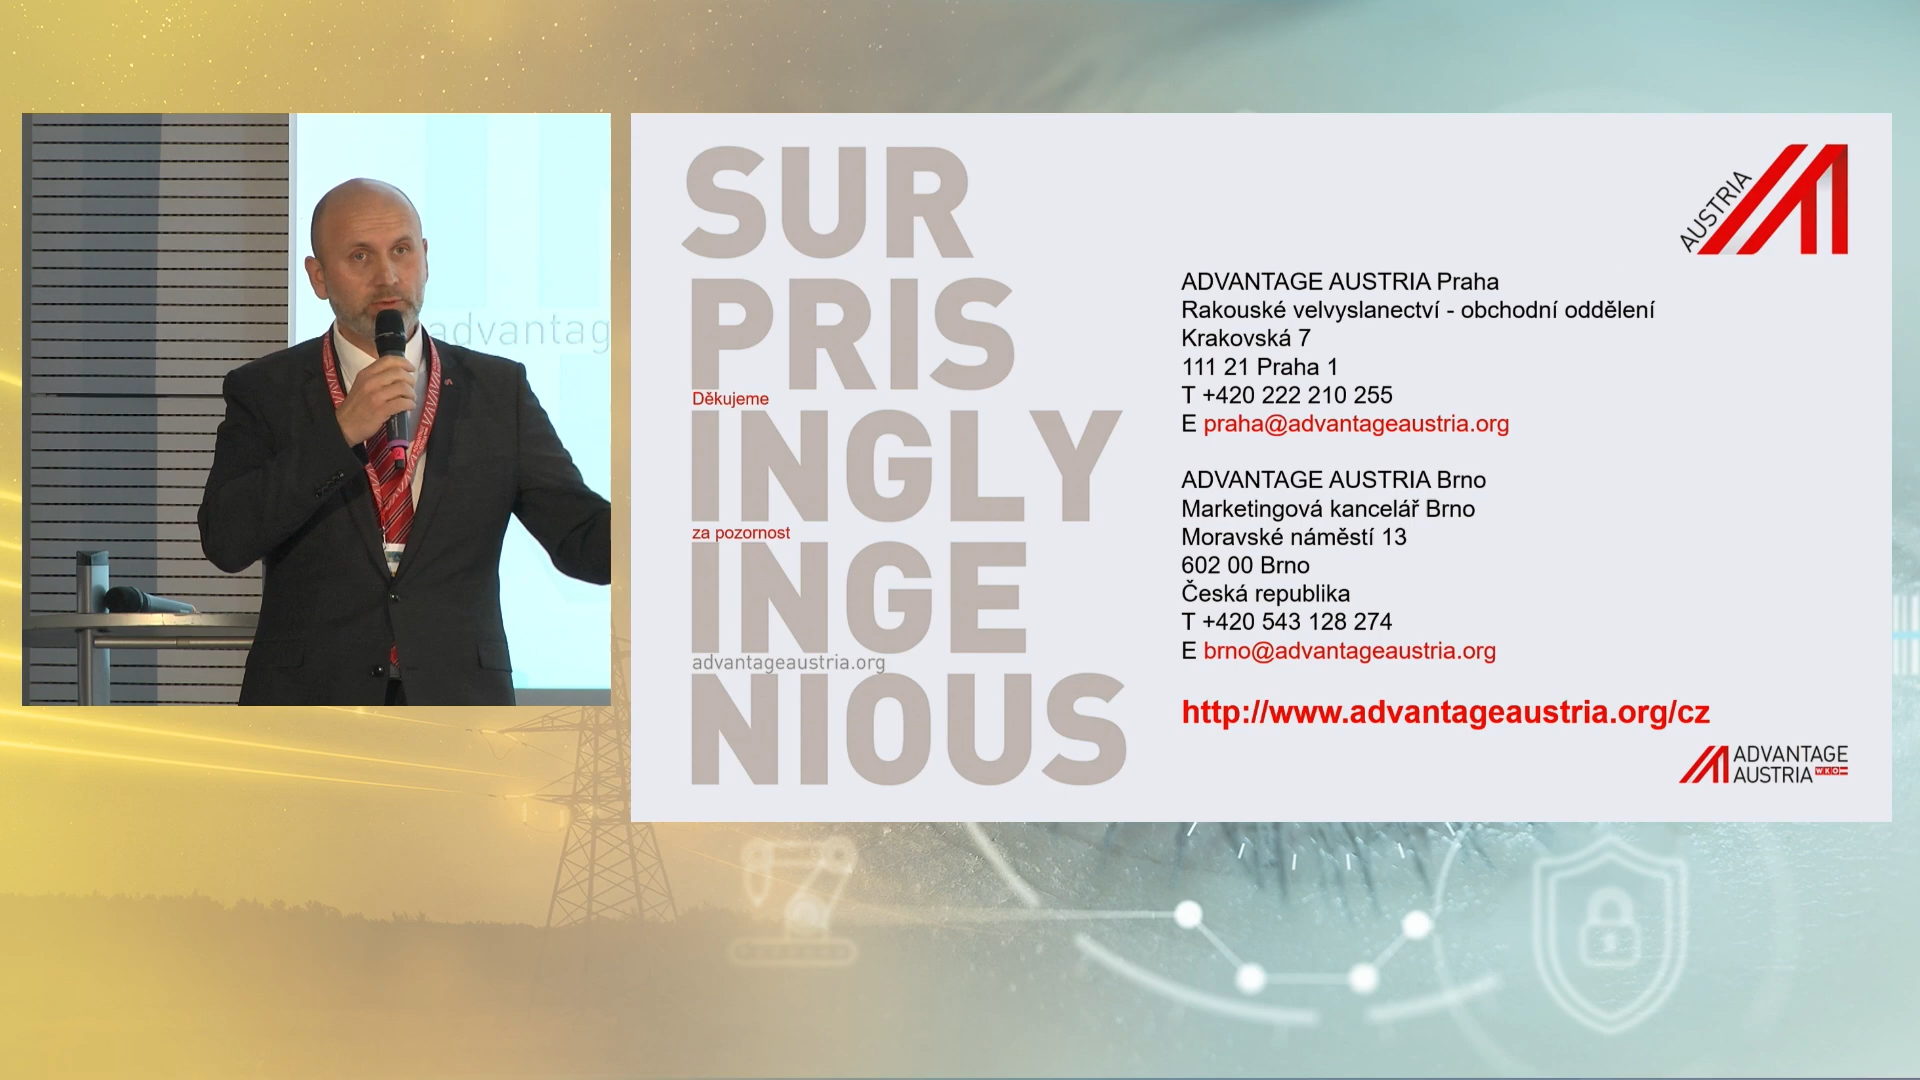 advantag
SUR
PRIS
Děkujeme
INGLY
za pozornost
INGE
advantageaustria.org
NIOUS
AUSTRIA
ADVANTAGE AUSTRIA Praha
Rakouské velvyslanectví - obchodní oddělení
Krakovská 7
111 21 Praha 1
T +420 222 210 255
E praha@advantageaustria.org
ADVANTAGE AUSTRIA Brno
Marketingová kancelář Brno
Moravské náměstí 13
602 00 Brno
Česká republika
T +420 543 128 274
E brno@advantageaustria.org
http://www.advantageaustria.org/cz
ADVANTAGE
AUSTRIA WKO